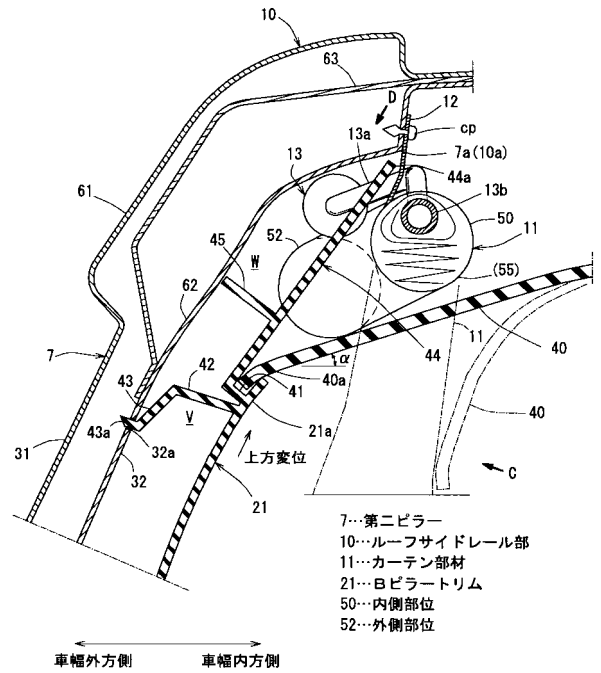 10
63
12
D
cp
13a
13
7a(10a)
44a
13b
61
52
50
11
45
W
(55)
62
α
11
40
42
44
7
43
40a
41
40
V
43a
21a
32a
上方変位
31
32
21
C
7…第二ピラー
10…ルーフサイドレール部
11…カーテン部材
21…Bピラートリム
50…内側部位
52…外側部位
車幅外方側
車幅内方側